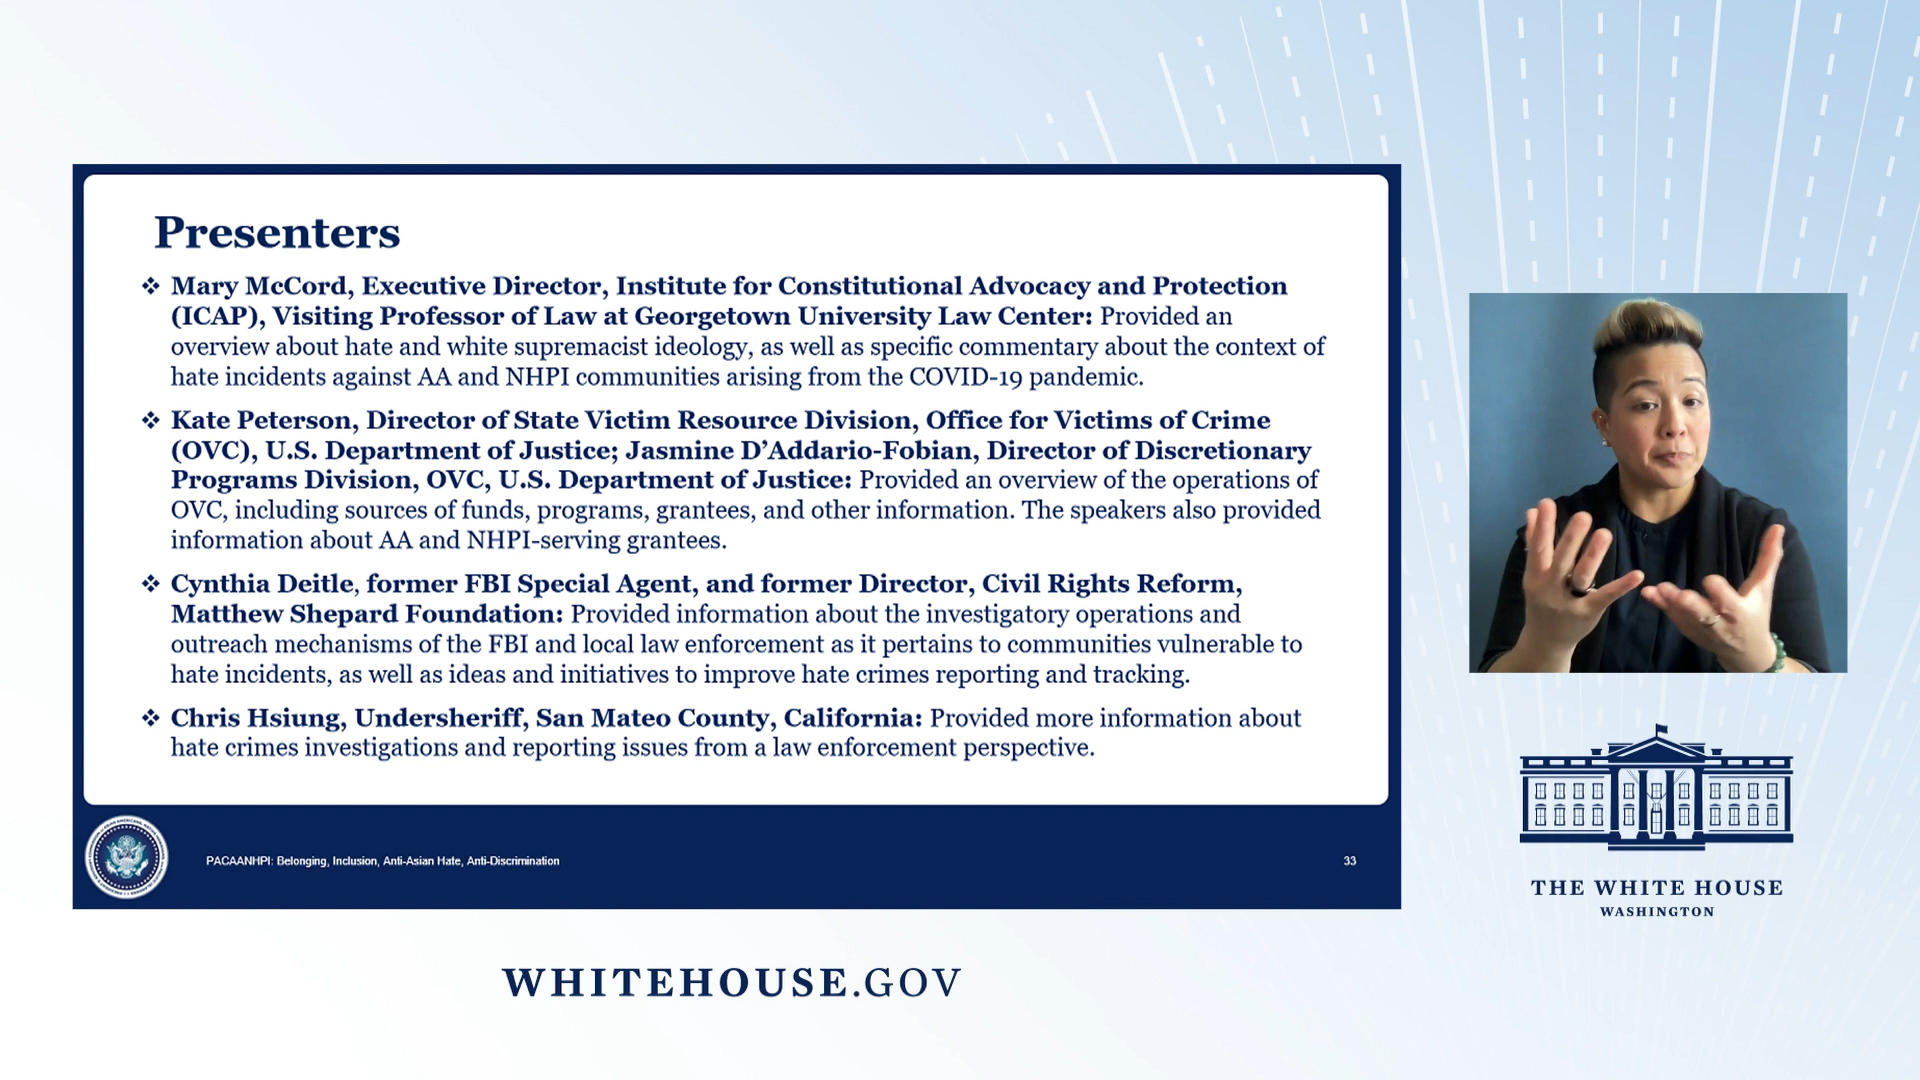 Presenters
❖ Mary McCord, Executive Director, Institute for Constitutional Advocacy and Protection
(ICAP), Visiting Professor of Law at Georgetown University Law Center: Provided an
overview about hate and white supremacist ideology, as well as specific commentary about the context of
hate incidents against AA and NHPI communities arising from the COVID-19 pandemic.
❖ Kate Peterson, Director of State Victim Resource Division, Office for Victims of Crime
(OVC), U.S. Department of Justice; Jasmine D’Addario-Fobian, Director of Discretionary
Programs Division, OVC, U.S. Department of Justice: Provided an overview of the operations of
OVC, including sources of funds, programs, grantees, and other information. The speakers also provided
information about AA and NHPI-serving grantees.
❖ Cynthia Deitle, former FBI Special Agent, and former Director, Civil Rights Reform,
Matthew Shepard Foundation: Provided information about the investigatory operations and
outreach mechanisms of the FBI and local law enforcement as it pertains to communities vulnerable to
hate incidents, as well as ideas and initiatives to improve hate crimes reporting and tracking.
❖ Chris Hsiung, Undersheriff, San Mateo County, California: Provided more information about
hate crimes investigations and reporting issues from a law enforcement perspective.
PACAANHPI: Belonging, Inclusion, Anti-Asian Hate, Anti-Discrimination
33
THE WHITE HOUSE
WASHINGTON
WHITEHOUSE.GOV